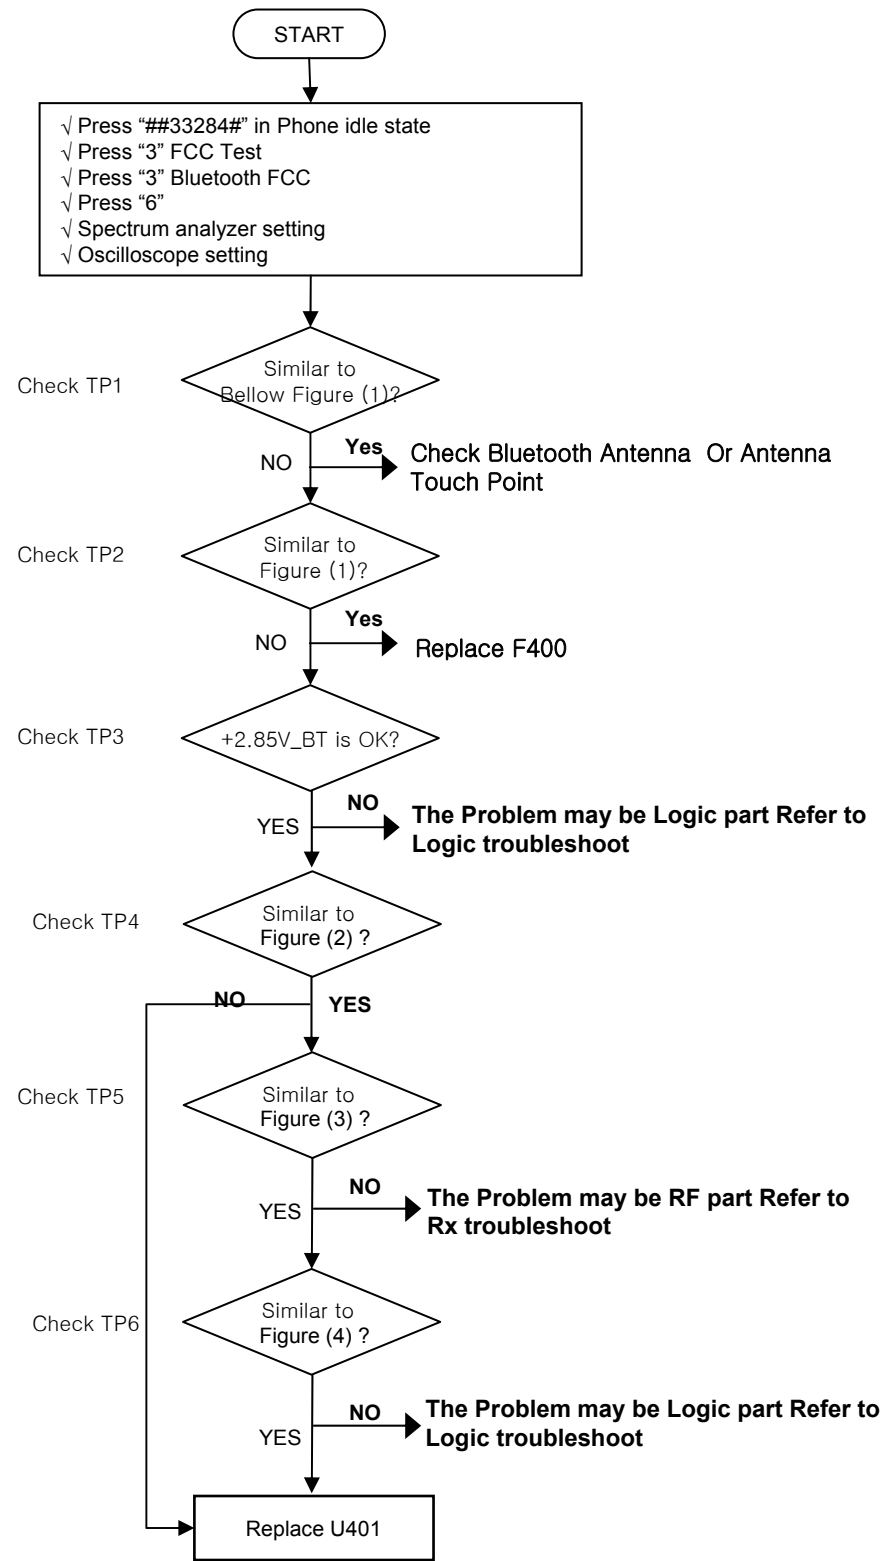 START
√ Press “##33284#” in Phone idle state
√ Press “3” FCC Test
√ Press “3” Bluetooth FCC
√ Press “6”
√ Spectrum analyzer setting
√ Oscilloscope setting
Check TP1
Similar to
Bellow Figure (1)?
NO
Yes
Check Bluetooth Antenna Or Antenna
Touch Point
Check TP2
Similar to
Figure (1)?
NO
Yes
Replace F400
Check TP3
+2.85V_BT is OK?
YES
NO
The Problem may be Logic part Refer to
Logic troubleshoot
Check TP4
Similar to
Figure (2) ?
NO
YES
Check TP5
Similar to
Figure (3) ?
YES
NO
The Problem may be RF part Refer to
Rx troubleshoot
Check TP6
Similar to
Figure (4) ?
YES
NO
The Problem may be Logic part Refer to
Logic troubleshoot
Replace U401